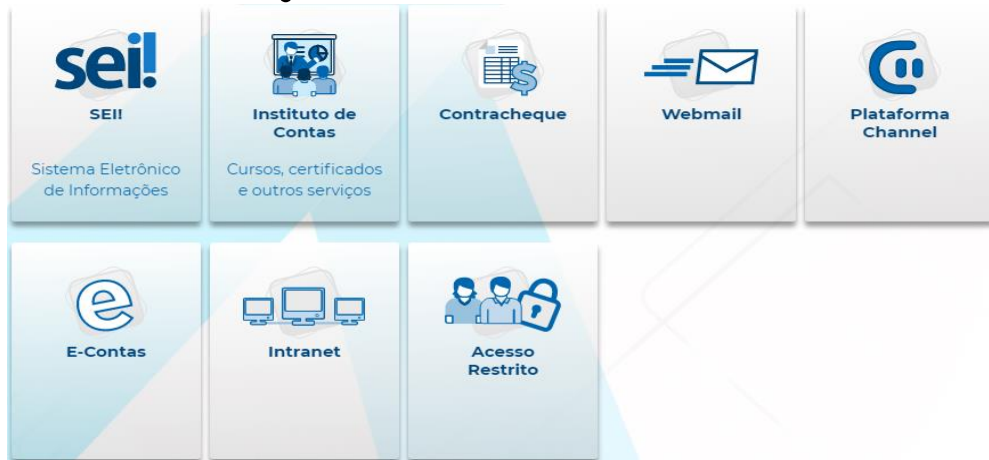 sei!
SEI!
Sistema Eletrônico
de Informações
Instituto de
Contas
Cursos, certificados
e outros serviços
Contracheque
Webmail
Plataforma
Channel
E-Contas
Intranet
Acesso
Restrito